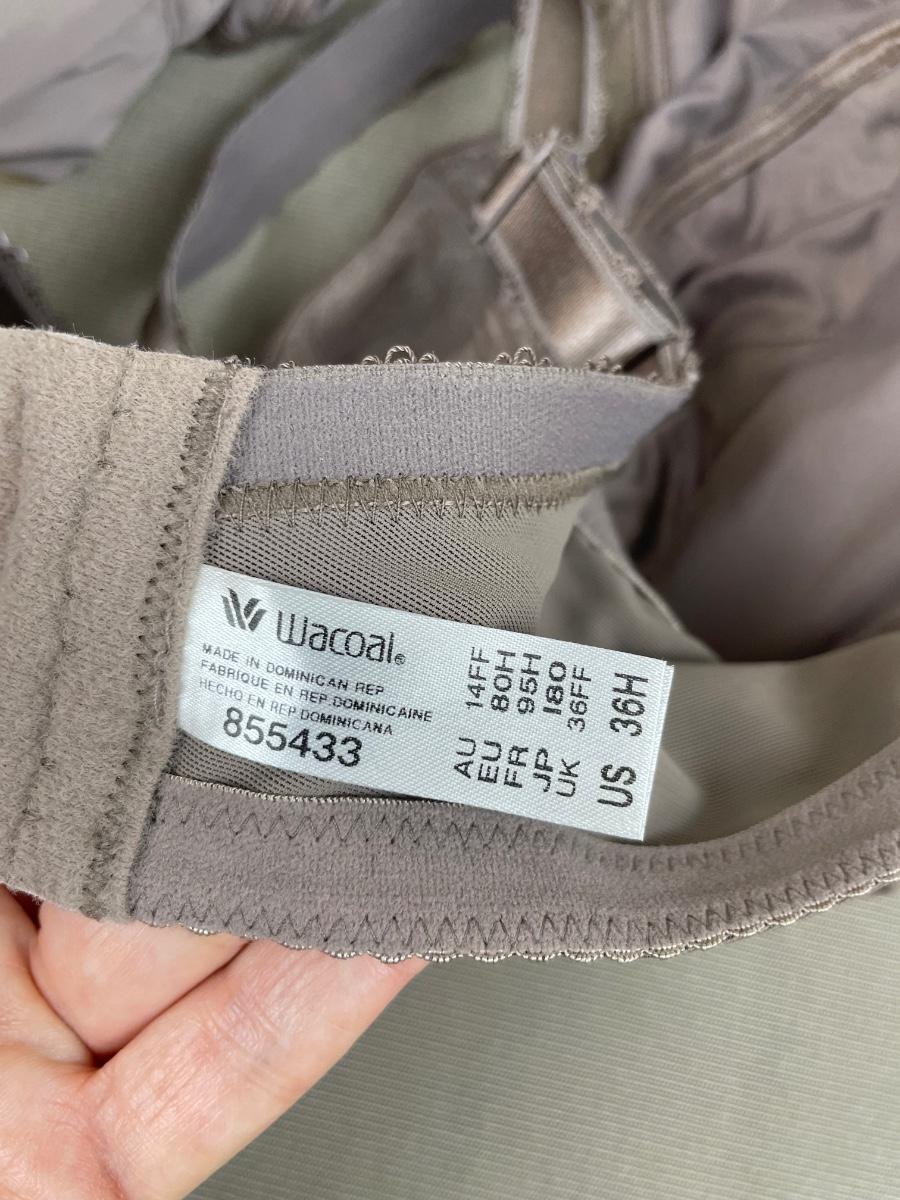 Wacoal®
MADE IN DOMINICAN REP
FABRIQUE EN REP.DOMINICAINE
HECHO EN REP.DOMINICANA
855433
AU 14FF
EU 80H
FR 95H
JP I80
UK 36FF
US 36H